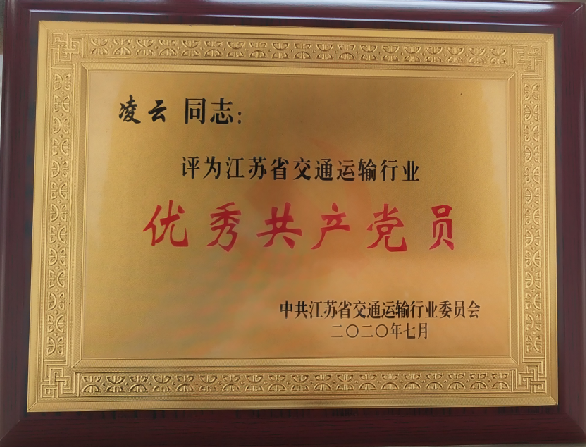 凌云 同志：
评为江苏省交通运输行业
优秀共产党员
中共江苏省交通运输行业委员会
二〇二〇年七月